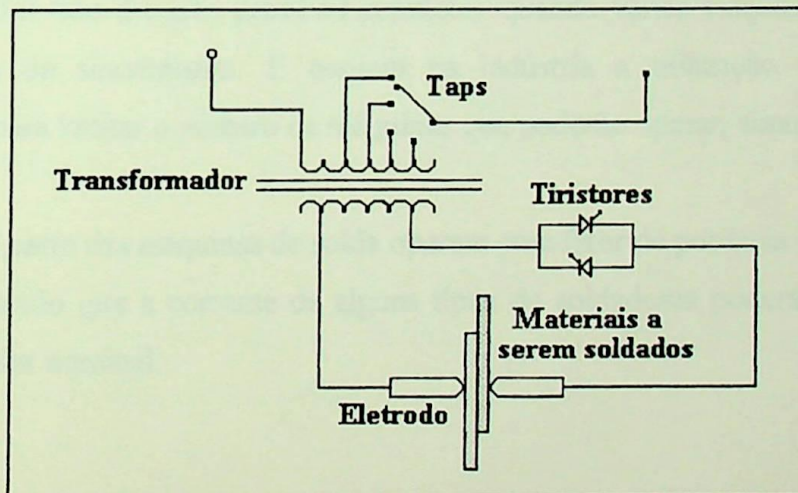 Taps
Transformador
Tiristores
Materiais a
serem soldados
Eletrodo